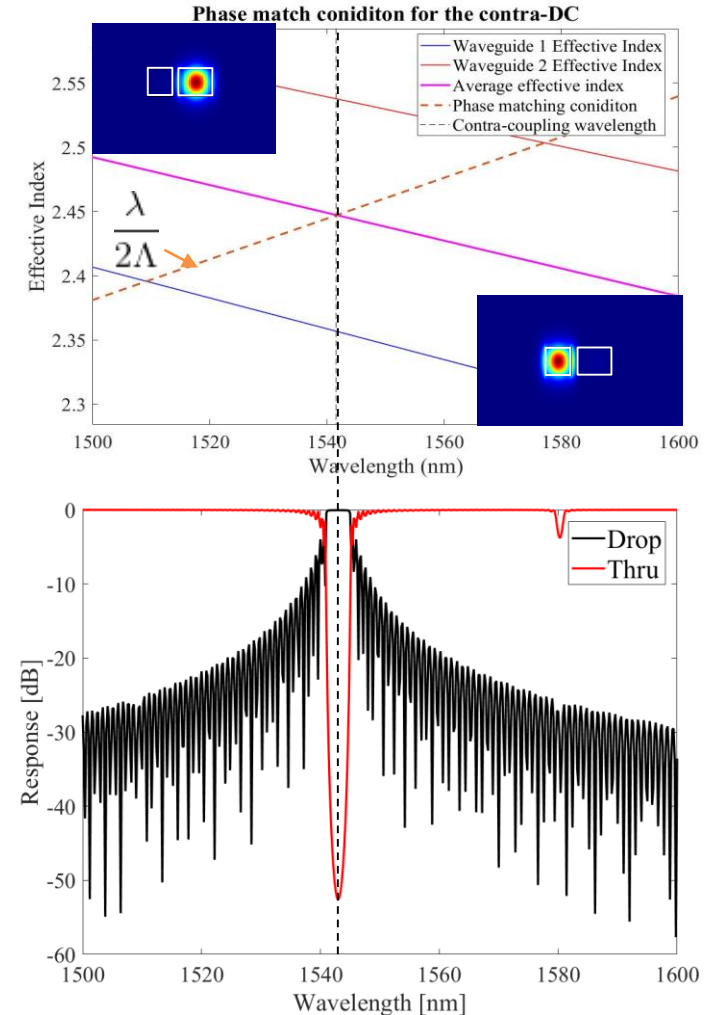 Phase match coniditon for the contra-DC
Waveguide 1 Effective Index
Waveguide 2 Effective Index
Average effective index
Phase matching coniditon
Contra-coupling wavelength
2.55
2.5
2.45
2.4
2.35
2.3
Effective Index
λ
2Λ
1500
1520
1540
1560
1580
1600
Wavelength (nm)
Drop
Thru
0
-10
-20
-30
-40
-50
-60
Response [dB]
1500
1520
1540
1560
1580
1600
Wavelength [nm]